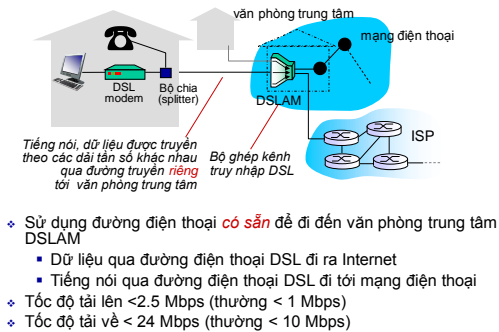 văn phòng trung tâm
mạng điện thoại
DSL
modem
Bộ chia
(splitter)
DSLAM
ISP
Tiếng nói, dữ liệu được truyền
theo các dải tần số khác nhau
qua đường truyền riêng
tới văn phòng trung tâm
Bộ ghép kênh
truy nhập DSL
Sử dụng đường điện thoại có sẵn để đi đến văn phòng trung tâm
DSLAM
Dữ liệu qua đường điện thoại DSL đi ra Internet
Tiếng nói qua đường điện thoại DSL đi tới mạng điện thoại
Tốc độ tải lên <2.5 Mbps (thường < 1 Mbps)
Tốc độ tải về < 24 Mbps (thường < 10 Mbps)